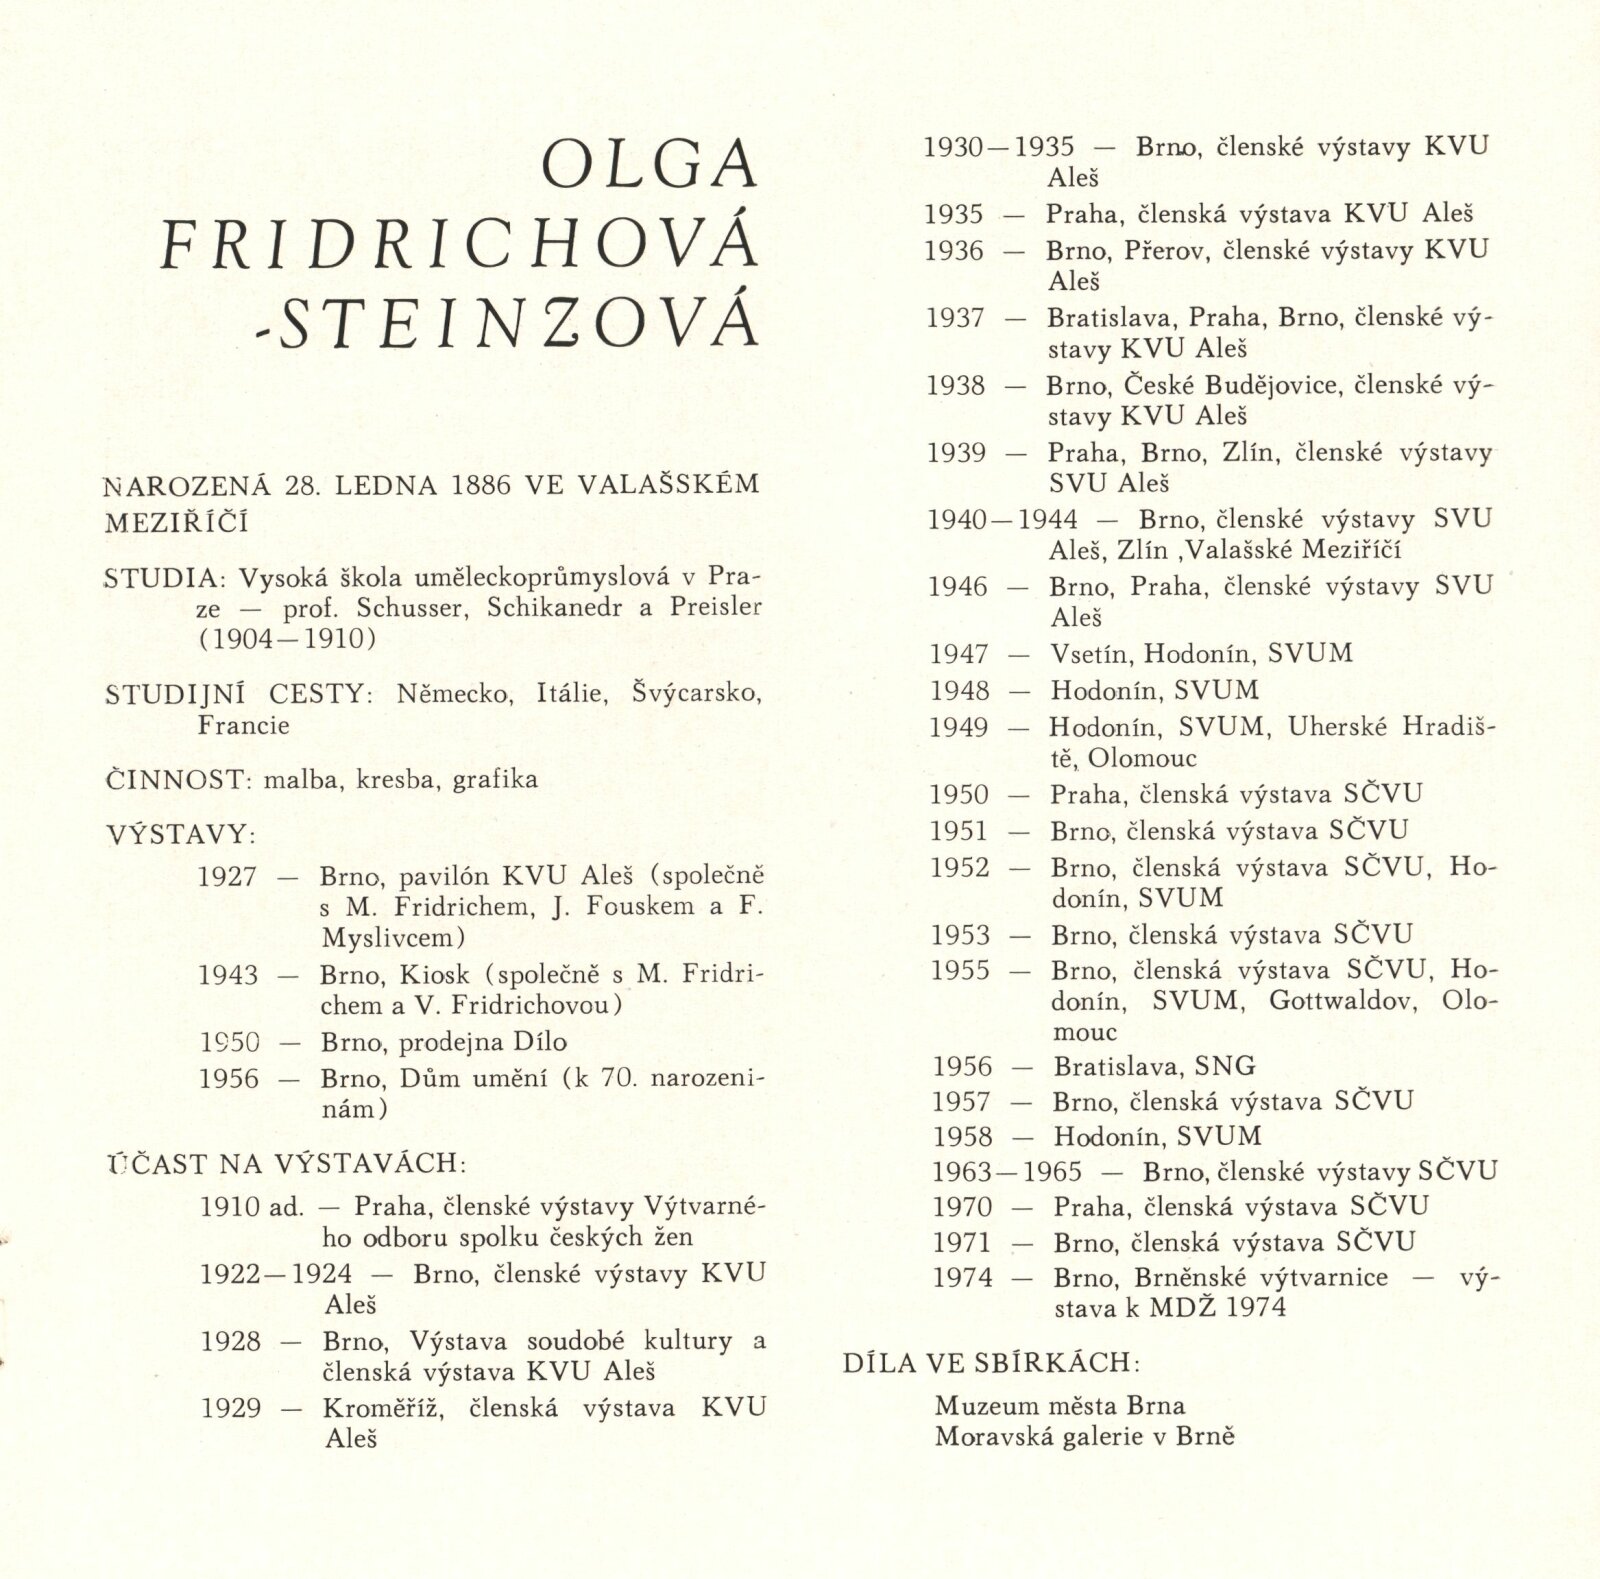 OLGA
FRIDRICHOVÁ
-STEINZOVÁ
NAROZENÁ 28. LEDNA 1886 VE VALAŠSKÉM
MEZIŘÍČÍ
STUDIA: Vysoká škola uměleckoprůmyslová v Pra-
ze — prof. Schusser, Schikanedr a Preisler
(1904—1910)
STUDIJNÍ CESTY: Německo, Itálie, Švýcarsko,
Francie
ČINNOST: malba, kresba, grafika
VÝSTAVY:
1927 — Brno, pavilón KVU Aleš (společně
s M. Fridrichem, J. Fouskem a F.
Myslivcem)
1943 — Brno, Kiosk (společně s M. Fridri-
chem a V. Fridrichovou)
1950 — Brno, prodejna Dílo
1956 — Brno, Dům umění (k 70. narozeni-
nám)
ÚČAST NA VÝSTAVÁCH:
1910 ad. — Praha, členské výstavy Výtvarné-
ho odboru spolku českých žen
1922—1924 — Brno, členské výstavy KVU
Aleš
1928 — Brno, Výstava soudobé kultury a
členská výstava KVU Aleš
1929 — Kroměříž, členská výstava KVU
Aleš
1930—1935 — Brno, členské výstavy KVU
Aleš
1935 — Praha, členská výstava KVU Aleš
1936 — Brno, Přerov, členské výstavy KVU
Aleš
1937 — Bratislava, Praha, Brno, členské vý-
stavy KVU Aleš
1938 — Brno, České Budějovice, členské vý-
stavy KVU Aleš
1939 — Praha, Brno, Zlín, členské výstavy
SVU Aleš
1940—1944 — Brno, členské výstavy SVU
Aleš, Zlín ,Valašské Meziříčí
1946 — Brno, Praha, členské výstavy SVU
Aleš
1947 — Vsetín, Hodonín, SVUM
1948 — Hodonín, SVUM
1949 — Hodonín, SVUM, Uherské Hradiš-
tě, Olomouc
1950 — Praha, členská výstava SČVU
1951 — Brno, členská výstava SČVU
1952 — Brno, členská výstava SČVU, Ho-
donín, SVUM
1953 — Brno, členská výstava SČVU
1955 — Brno, členská výstava SČVU, Ho-
donín, SVUM, Gottwaldov, Olo-
mouc
1956 — Bratislava, SNG
1957 — Brno, členská výstava SČVU
1958 — Hodonín, SVUM
1963—1965 — Brno, členské výstavy SČVU
1970 — Praha, členská výstava SČVU
1971 — Brno, členská výstava SČVU
1974 — Brno, Brněnské výtvarnice — vý-
stava k MDŽ 1974
DÍLA VE SBÍRKÁCH:
Muzeum města Brna
Moravská galerie v Brně